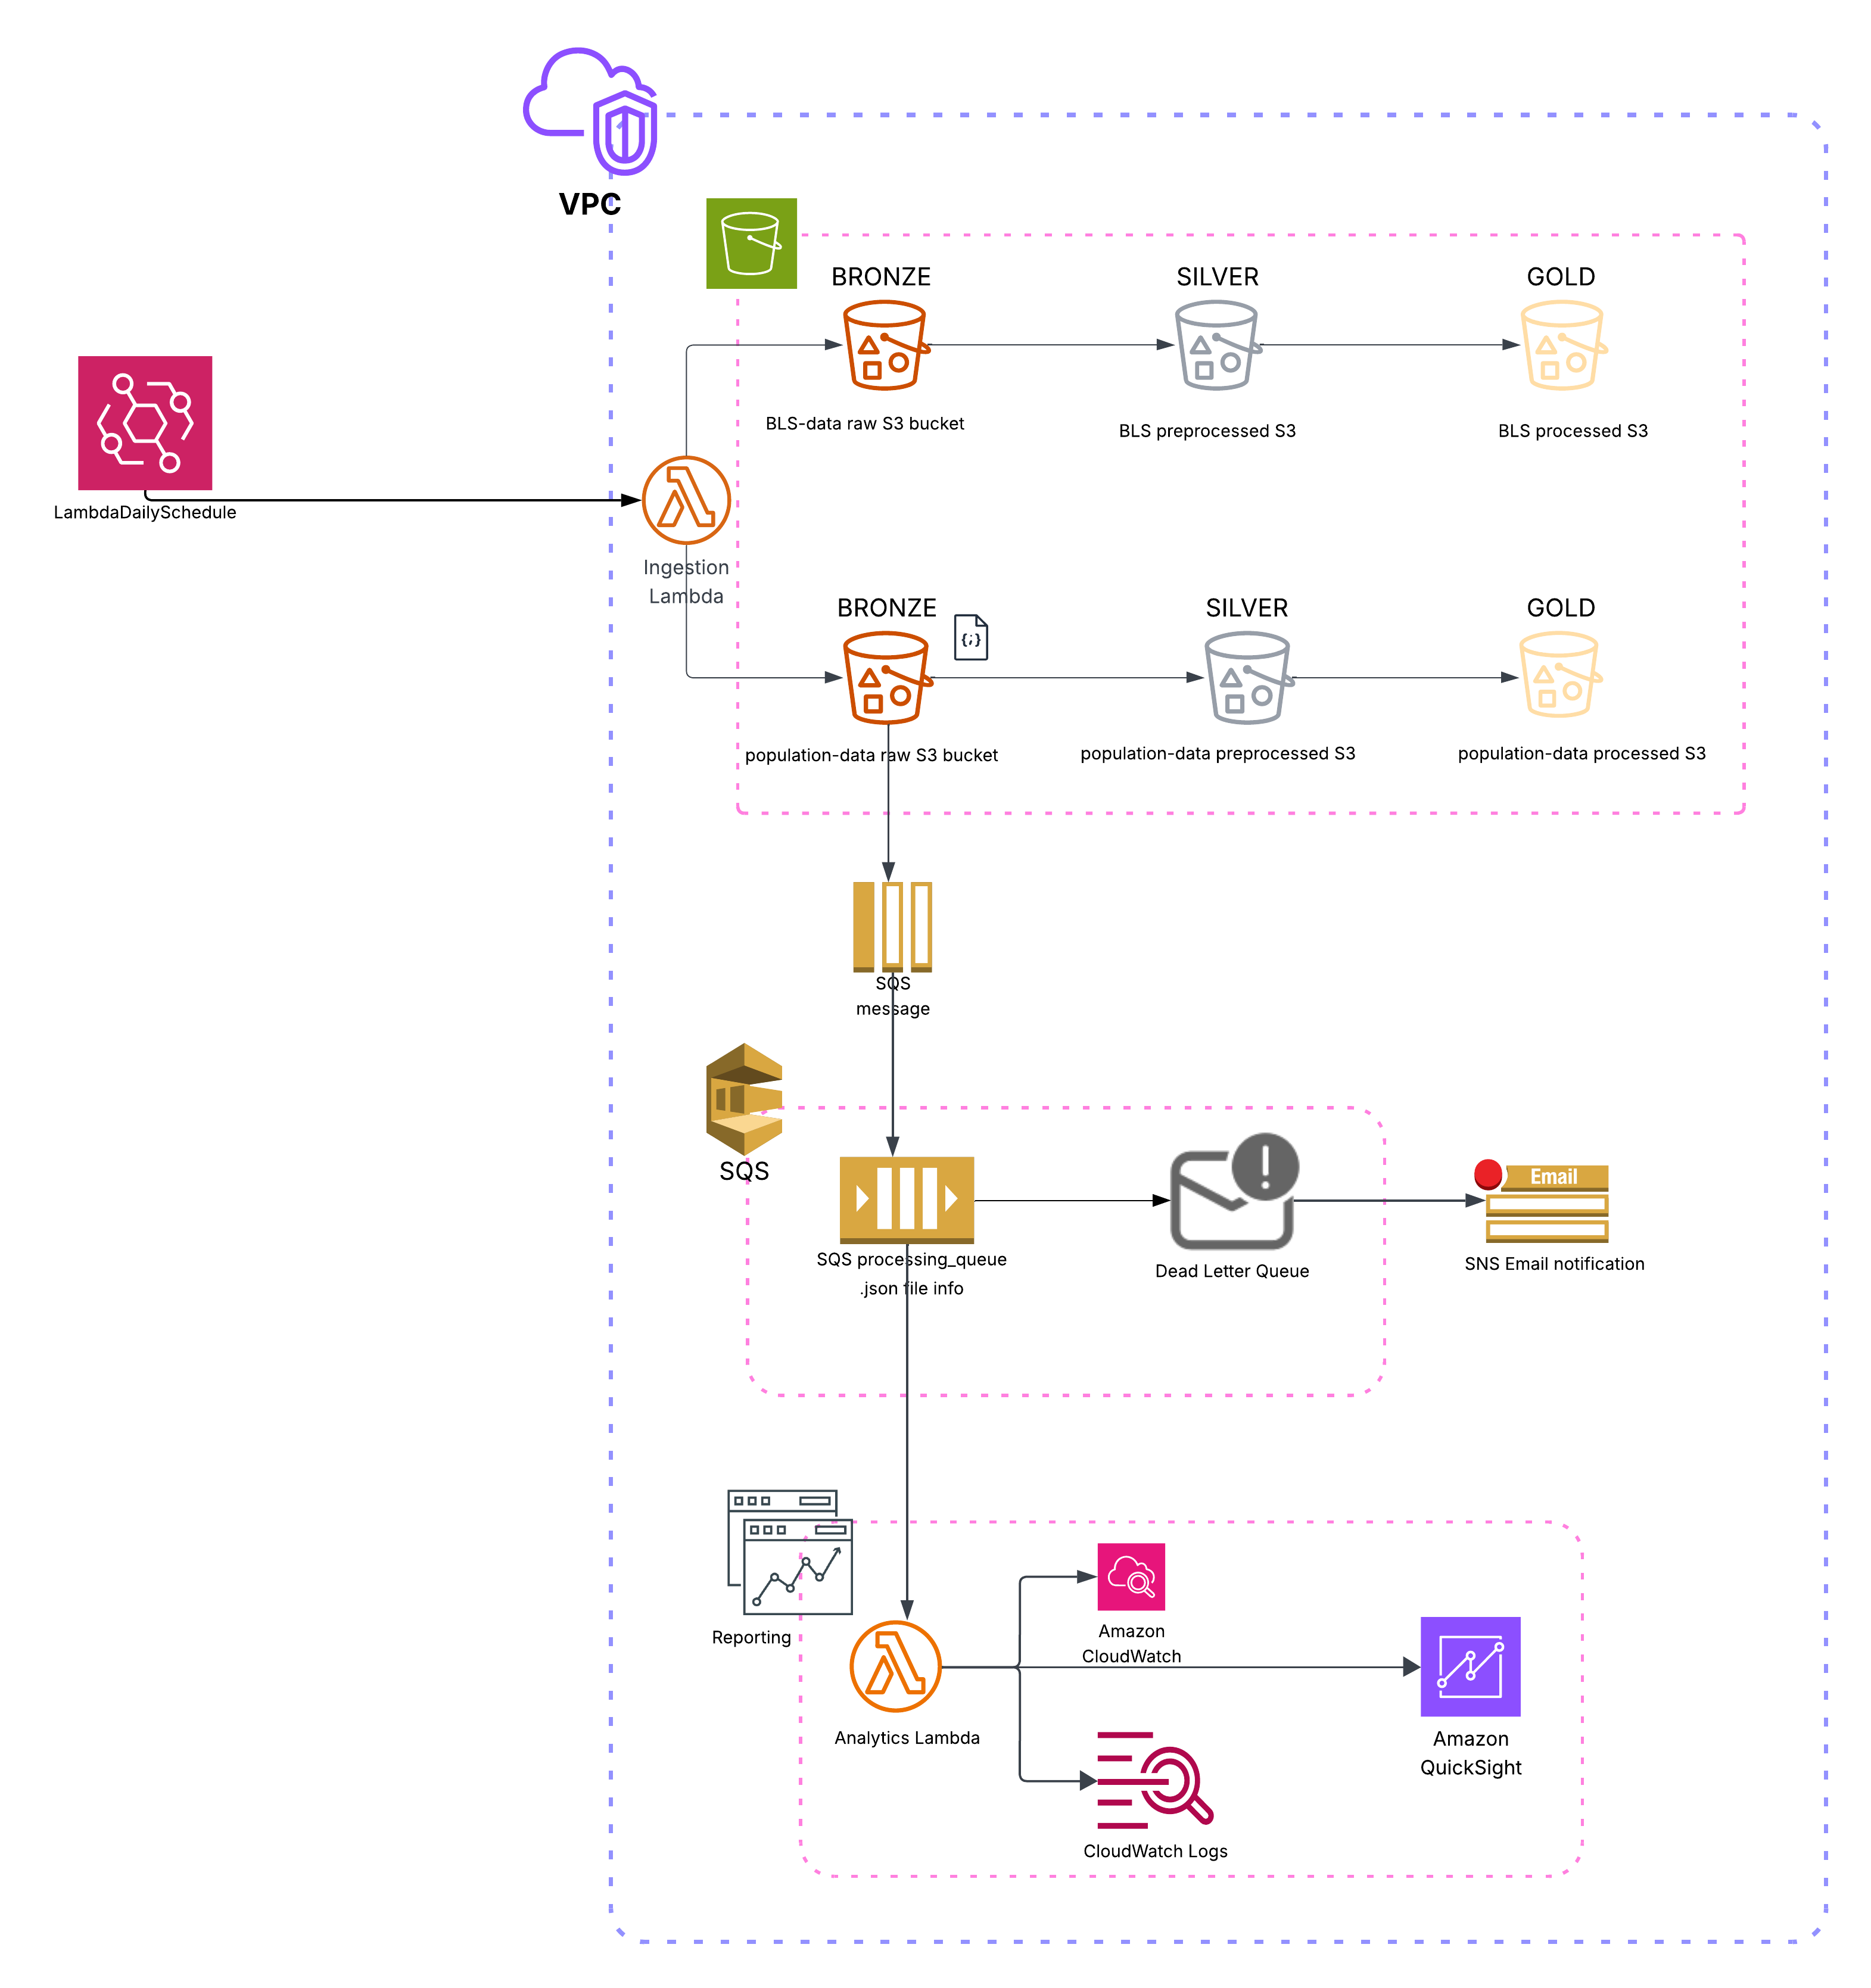 VPC
BRONZE
SILVER
GOLD
BLS-data raw S3 bucket
BLS preprocessed S3
BLS processed S3
LambdaDailySchedule
Ingestion
Lambda
BRONZE
SILVER
GOLD
{;}
population-data raw S3 bucket
population-data preprocessed S3
population-data processed S3
SQS
message
SQS
Email
SQS processing_queue
.json file info
Dead Letter Queue
SNS Email notification
Reporting
Amazon
CloudWatch
Analytics Lambda
Amazon
QuickSight
CloudWatch Logs